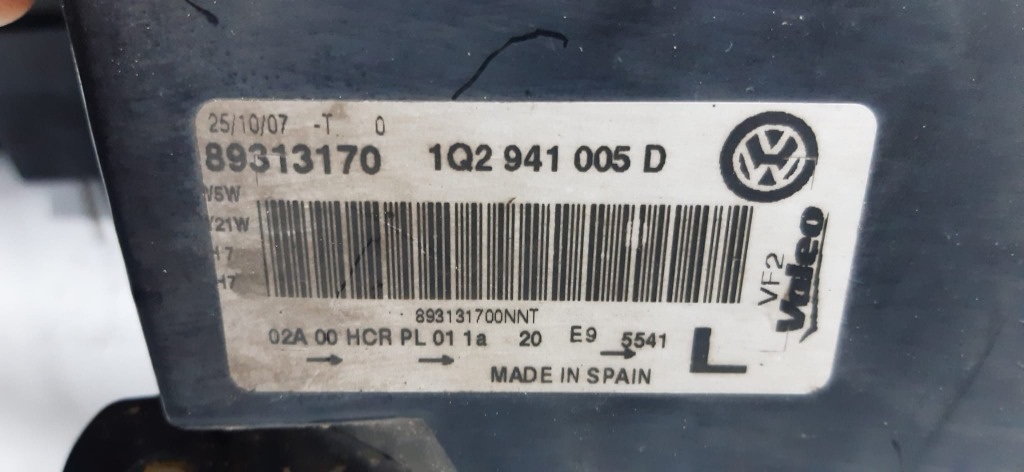 25/10/07 -T 0
89313170 1Q2 941 005 D
W5W
Y21W
H7
H7
893131700NNT
02A 00 HCR PL 01 1a 20 E9 5541
MADE IN SPAIN
L
VF2
Valeo